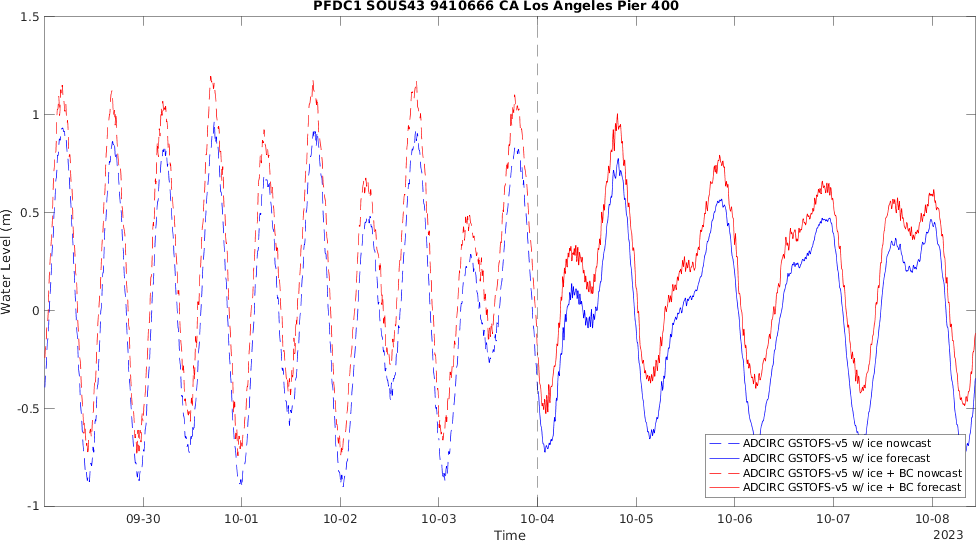 PFDC1 SOUS43 9410666 CA Los Angeles Pier 400
Water Level (m)
1.5
1
0.5
0
-0.5
-1
09-30
10-01
10-02
10-03
10-04
10-05
10-06
10-07
10-08
Time
2023
ADCIRC GSTOFS-v5 w/ ice nowcast
ADCIRC GSTOFS-v5 w/ ice forecast
ADCIRC GSTOFS-v5 w/ ice + BC nowcast
ADCIRC GSTOFS-v5 w/ ice + BC forecast